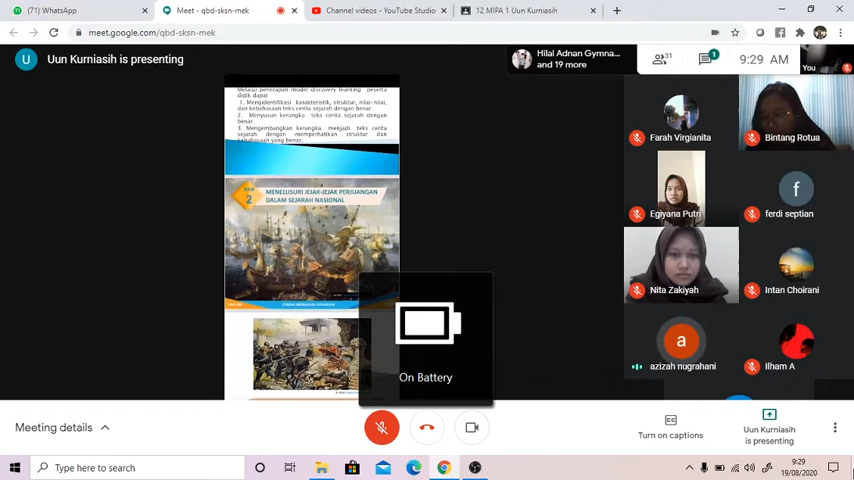 (71) WhatsApp
Meet - qbd-sksn-mek
Channel videos - YouTube Studio
12 MIPA 1 Uun Kurniasih
meet.google.com/qbd-sksn-mek
U
Uun Kurniasih is presenting
Hilal Adnan Gymna...
and 19 more
31
1
9:29 AM
You
Melalui penerapan model discovery learning peserta
didik dapat
1. Mengidentifikasi karakteristik, struktur, nilai-nilai,
dan kebahasaan teks cerita sejarah dengan benar.
2. Menyusun kerangka teks cerita sejarah dengan
benar.
3. Mengembangkan kerangka menjadi teks cerita
sejarah dengan memperhatikan struktur dan
kebahasaan yang benar.
BAB
2
MENELUSURI JEJAK-JEJAK PERJUANGAN
DALAM SEJARAH NASIONAL
Farah Virgianita
Bintang Rotua
Egiyana Putri
f
ferdi septian
Nita Zakiyah
Intan Choirani
a
azizah nugrahani
Ilham A
On Battery
Meeting details
Turn on captions
Uun Kurniasih
is presenting
Type here to search
9:29
19/08/2020